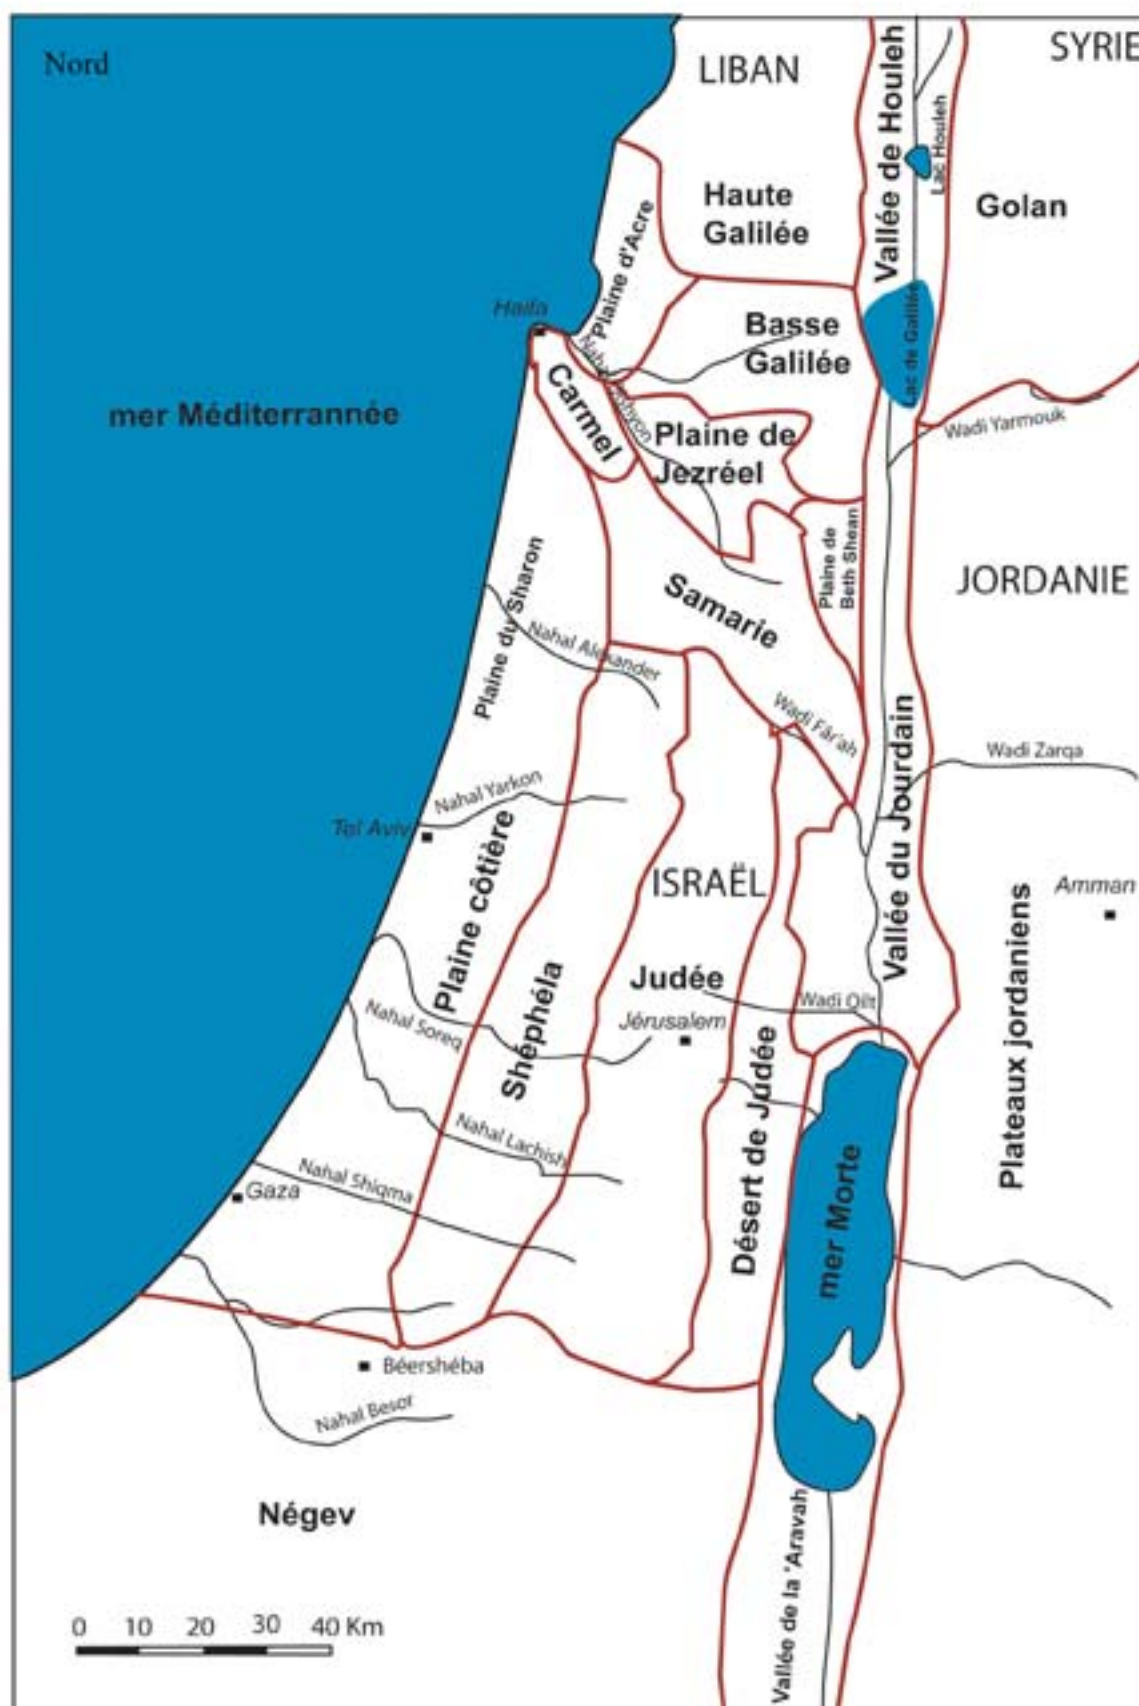 Nord
LIBAN
SYRIE
Vallée de Houleh
Lac Houleh
Haute
Galilée
Golan
Plaine d'Acre
Haifa
Basse
Galilée
Lac de Galilée
mer Méditerrannée
Carmel
Nahal
Plaine de
Jezréel
Wadi Yarmouk
Plaine de
Beth Shean
JORDANIE
Plaine du Sharon
Samarie
Nahal Alexander
Wadi Fâr'ah
Wadi Zarqa
Nahal Yarkon
Tel Aviv
Plaine côtière
ISRAËL
Vallée du Jourdain
Amman
Plateaux jordaniens
Judée
Wadi Qilt
Nahal Soreq
Shéphéla
Jérusalem
Désert de Judée
Nahal Lachish
Nahal Shiqma
Gaza
mer Morte
Béershéba
Nahal Besor
Négev
Vallée de la 'Aravah
0 10 20 30 40 Km